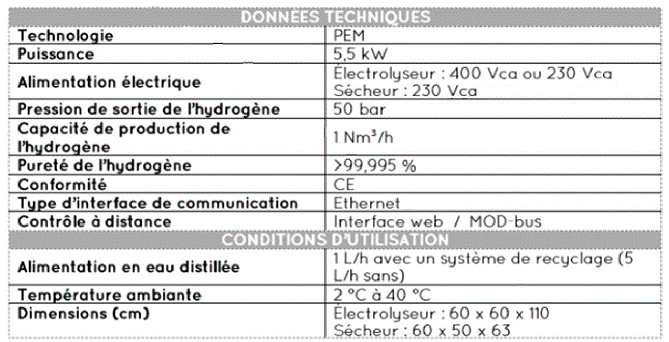 DONNÉES TECHNIQUES
Technologie PEM
Puissance 5,5 kW
Alimentation électrique Électrolyseur : 400 Vca ou 230 Vca
Sécheur : 230 Vca
Pression de sortie de l'hydrogène 50 bar
Capacité de production de
l'hydrogène 1 Nm³/h
Pureté de l'hydrogène >99,995 %
Conformité CE
Type d'interface de communication Ethernet
Contrôle à distance Interface web / MOD-bus
CONDITIONS D'UTILISATION
Alimentation en eau distillée 1 L/h avec un système de recyclage (5
L/h sans)
Température ambiante 2 °C à 40 °C
Dimensions (cm) Électrolyseur : 60 x 60 x 110
Sécheur : 60 x 50 x 63